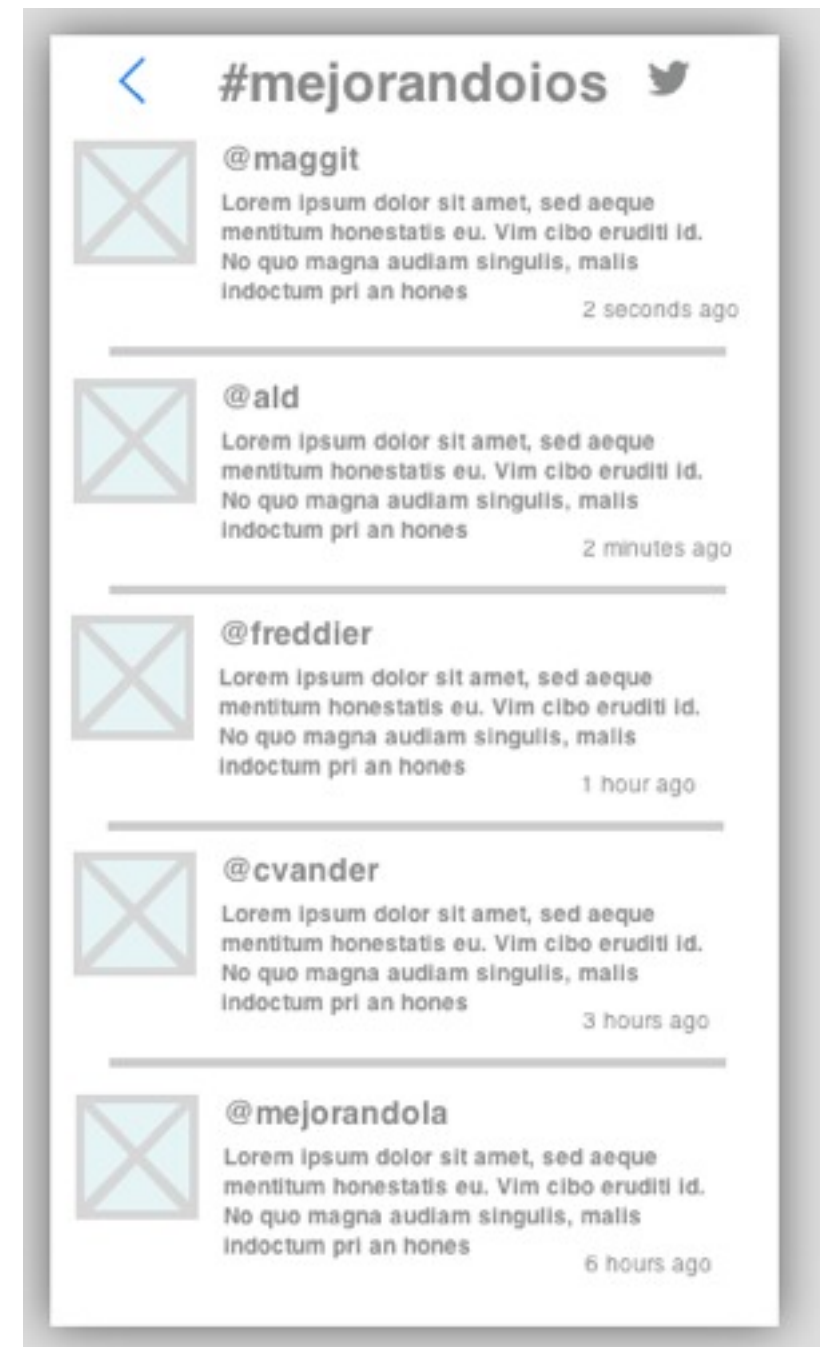 #mejorandoios
@maggit
Lorem ipsum dolor sit amet, sed aeque
mentitum honestatis eu. Vim cibo eruditi id.
No quo magna audiam singulis, malis
indoctum pri an hones
2 seconds ago
@ald
Lorem ipsum dolor sit amet, sed aeque
mentitum honestatis eu. Vim cibo eruditi id.
No quo magna audiam singulis, malis
indoctum pri an hones
2 minutes ago
@freddier
Lorem ipsum dolor sit amet, sed aeque
mentitum honestatis eu. Vim cibo eruditi id.
No quo magna audiam singulis, malis
indoctum pri an hones
1 hour ago
@cvander
Lorem ipsum dolor sit amet, sed aeque
mentitum honestatis eu. Vim cibo eruditi id.
No quo magna audiam singulis, malis
indoctum pri an hones
3 hours ago
@mejorandola
Lorem ipsum dolor sit amet, sed aeque
mentitum honestatis eu. Vim cibo eruditi id.
No quo magna audiam singulis, malis
indoctum pri an hones
6 hours ago